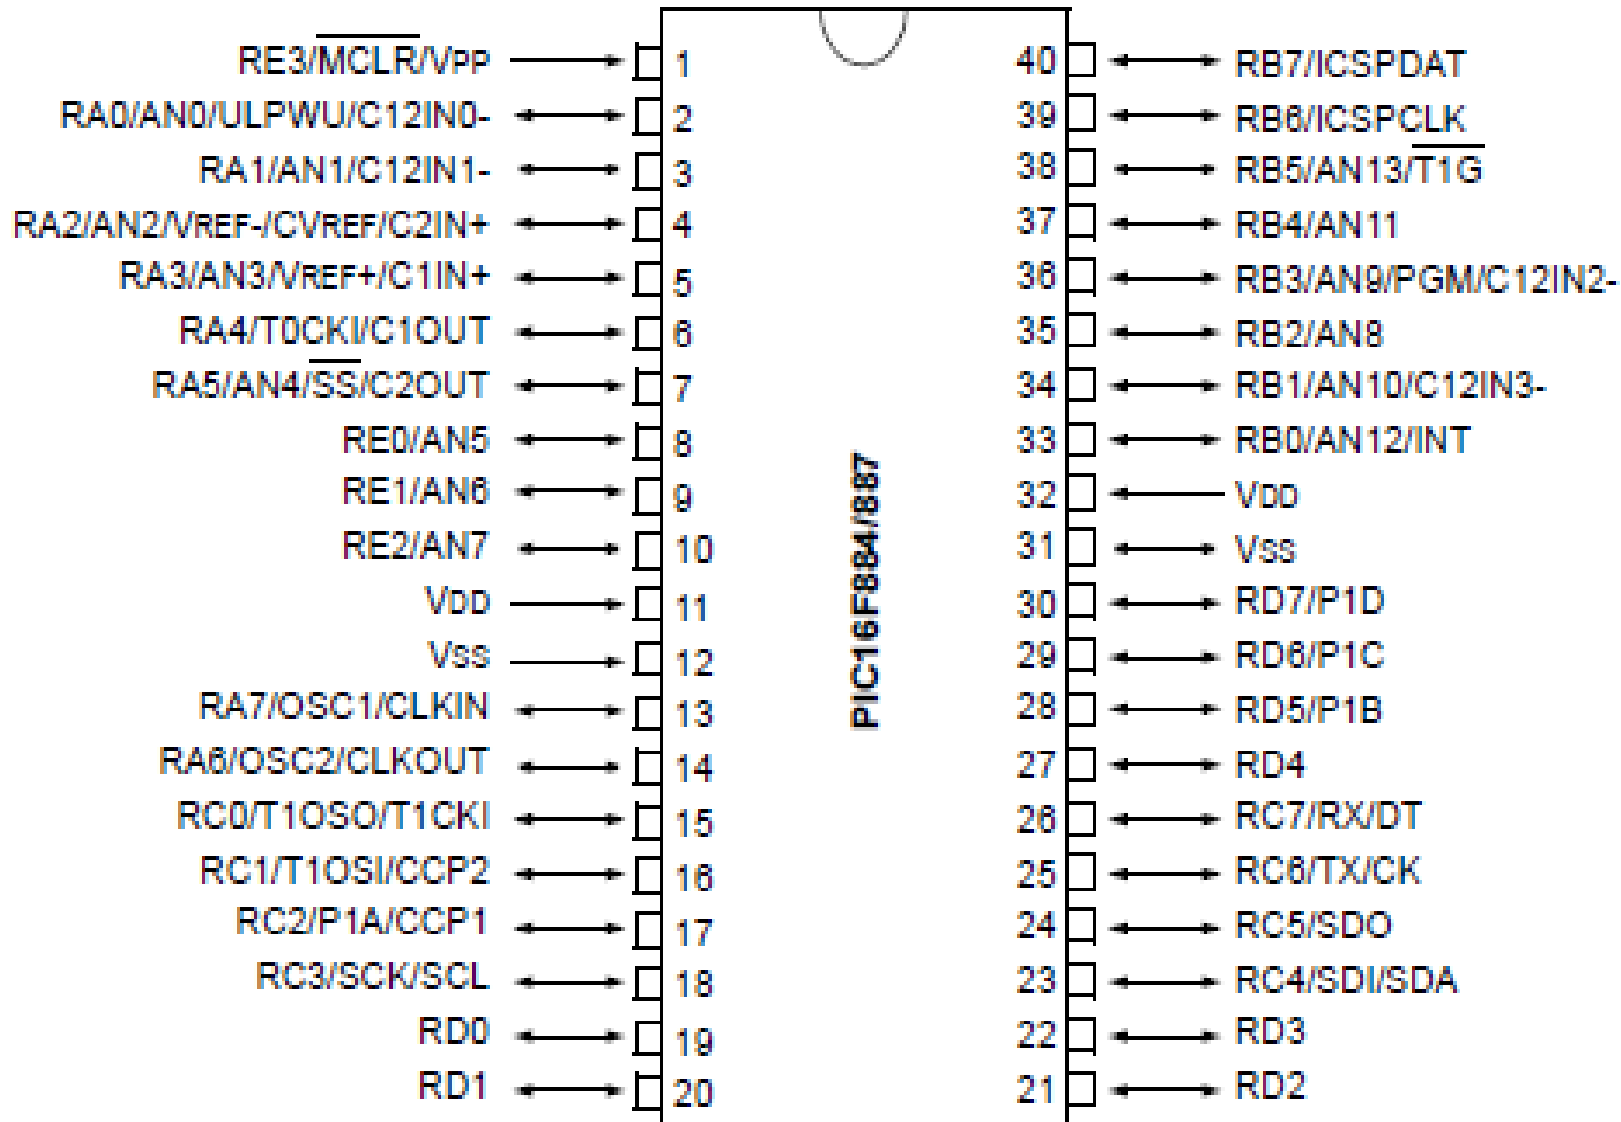 RE3/MCLR/VPP 1 40 RB7/ICSPDAT
RA0/AN0/ULPWU/C12IN0- 2 39 RB6/ICSPCLK
RA1/AN1/C12IN1- 3 38 RB5/AN13/T1G
RA2/AN2/VREF-/CVREF/C2IN+ 4 37 RB4/AN11
RA3/AN3/VREF+/C1IN+ 5 36 RB3/AN9/PGM/C12IN2-
RA4/T0CKI/C1OUT 6 35 RB2/AN8
RA5/AN4/SS/C2OUT 7 34 RB1/AN10/C12IN3-
RE0/AN5 8 33 RB0/AN12/INT
RE1/AN6 9 32 VDD
RE2/AN7 10 31 VSS
VDD 11 30 RD7/P1D
VSS 12 29 RD6/P1C
RA7/OSC1/CLKIN 13 28 RD5/P1B
RA6/OSC2/CLKOUT 14 27 RD4
RC0/T1OSO/T1CKI 15 26 RC7/RX/DT
RC1/T1OSI/CCP2 16 25 RC6/TX/CK
RC2/P1A/CCP1 17 24 RC5/SDO
RC3/SCK/SCL 18 23 RC4/SDI/SDA
RD0 19 22 RD3
RD1 20 21 RD2
PIC16F884/887